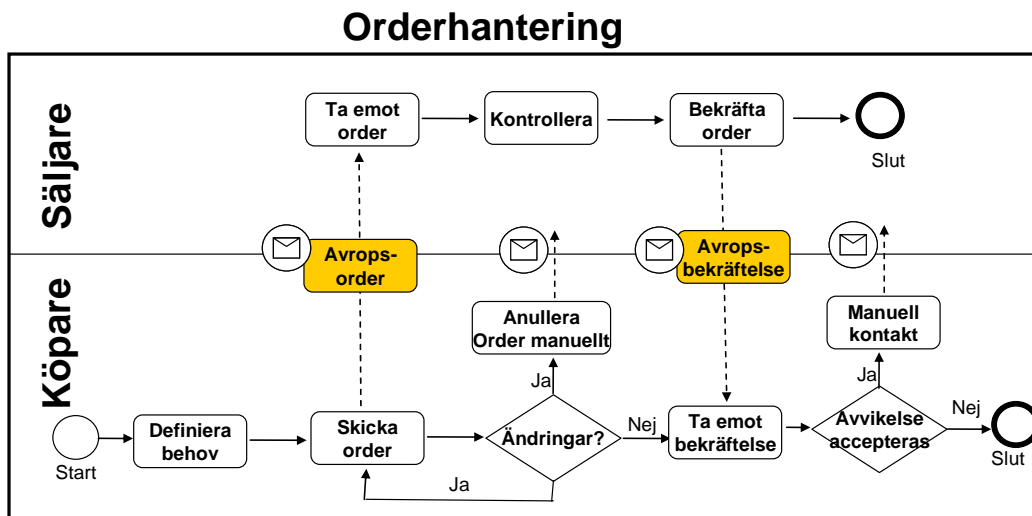 Orderhantering
Säljare
Ta emot
order
Kontrollera
Bekräfta
order
Slut
Avrops-
order
Avrops-
bekräftelse
Köpare
Anullera
Order manuellt
Manuell
kontakt
Ja
Ja
Start
Definiera
behov
Skicka
order
Ändringar?
Nej
Ta emot
bekräftelse
Avvikelse
accepteras
Nej
Slut
Ja